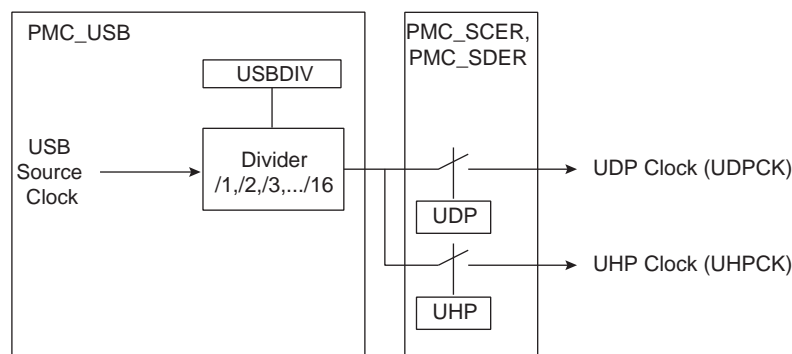 PMC_USB
USBDIV
USB
Source
Clock
Divider
/1,/2,/3,.../16
PMC_SCER,
PMC_SDER
UDP
UHP
UDP Clock (UDPCK)
UHP Clock (UHPCK)